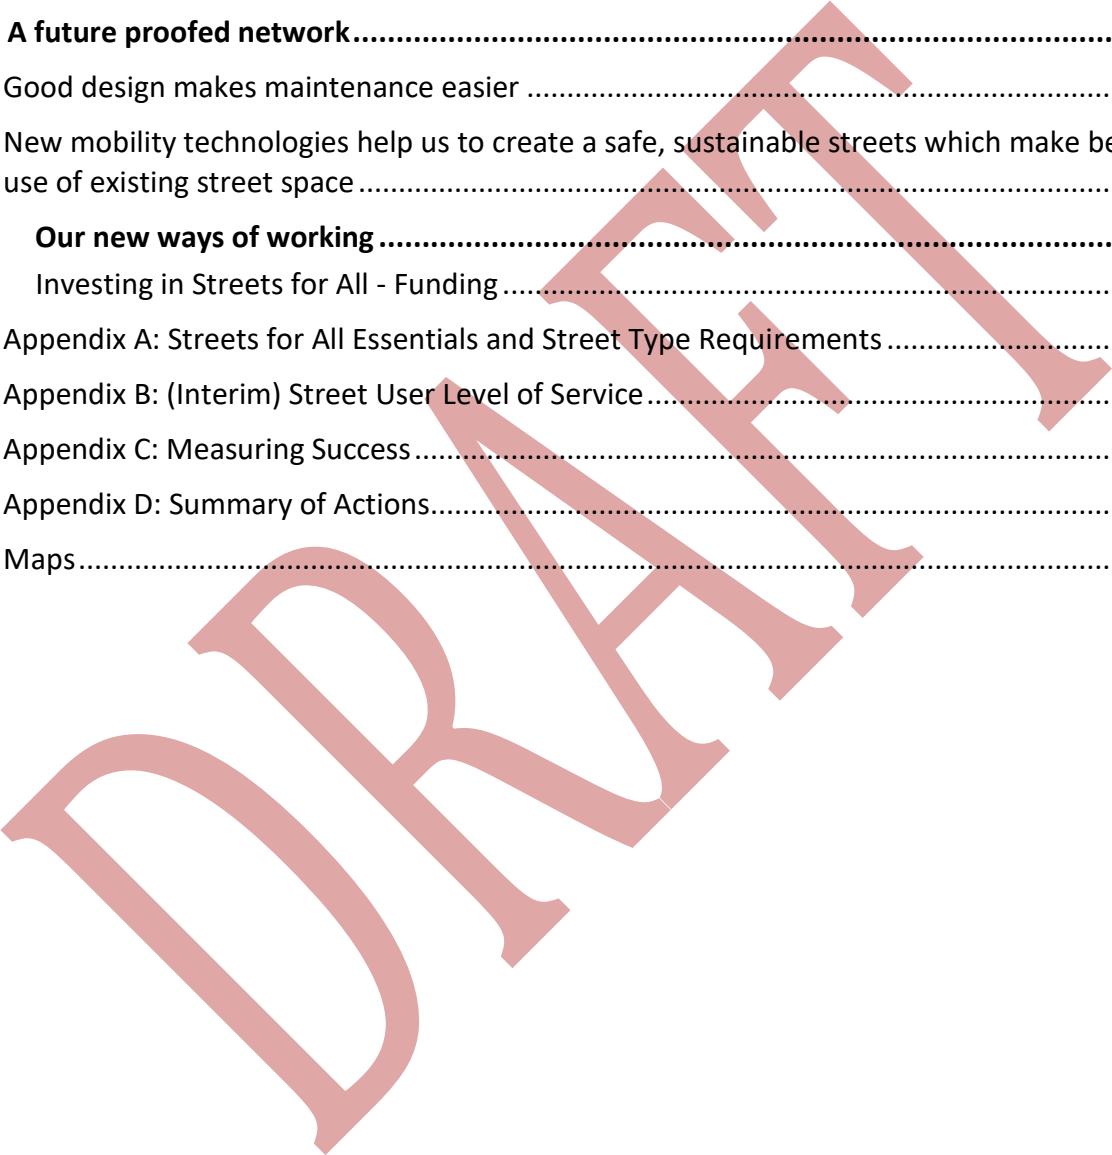 A future proofed network........................................................................................
Good design makes maintenance easier ........................................................................
New mobility technologies help us to create a safe, sustainable streets which make be
use of existing street space ................................................................................................
Our new ways of working ....................................................................................
Investing in Streets for All - Funding ............................................................................
Appendix A: Streets for All Essentials and Street Type Requirements ............................
Appendix B: (Interim) Street User Level of Service ..........................................................
Appendix C: Measuring Success ........................................................................................
Appendix D: Summary of Actions......................................................................................
Maps..................................................................................................................................
DRAFT